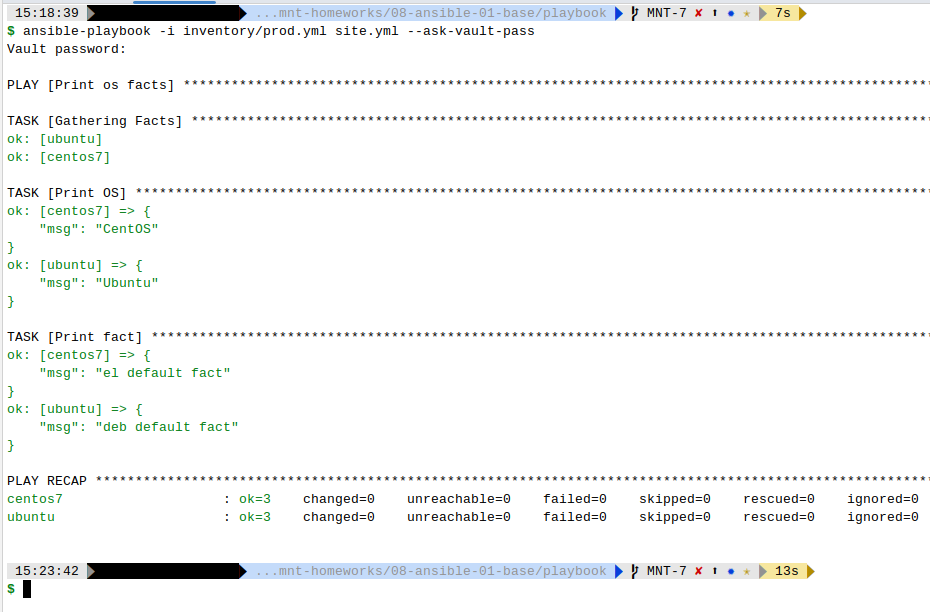 15:18:39 ...mnt-homeworks/08-ansible-01-base/playbook MNT-7 ✘ ⬆ ✹ ★ 7s
$ ansible-playbook -i inventory/prod.yml site.yml --ask-vault-pass
Vault password:
PLAY [Print os facts] **********************************************************************************************
TASK [Gathering Facts] *********************************************************************************************
ok: [ubuntu]
ok: [centos7]
TASK [Print OS] ****************************************************************************************************
ok: [centos7] => {
    "msg": "CentOS"
}
ok: [ubuntu] => {
    "msg": "Ubuntu"
}
TASK [Print fact] **************************************************************************************************
ok: [centos7] => {
    "msg": "el default fact"
}
ok: [ubuntu] => {
    "msg": "deb default fact"
}
PLAY RECAP *********************************************************************************************************
centos7                    : ok=3    changed=0    unreachable=0    failed=0    skipped=0    rescued=0    ignored=0
ubuntu                     : ok=3    changed=0    unreachable=0    failed=0    skipped=0    rescued=0    ignored=0
15:23:42 ...mnt-homeworks/08-ansible-01-base/playbook MNT-7 ✘ ⬆ ✹ ★ 13s
$